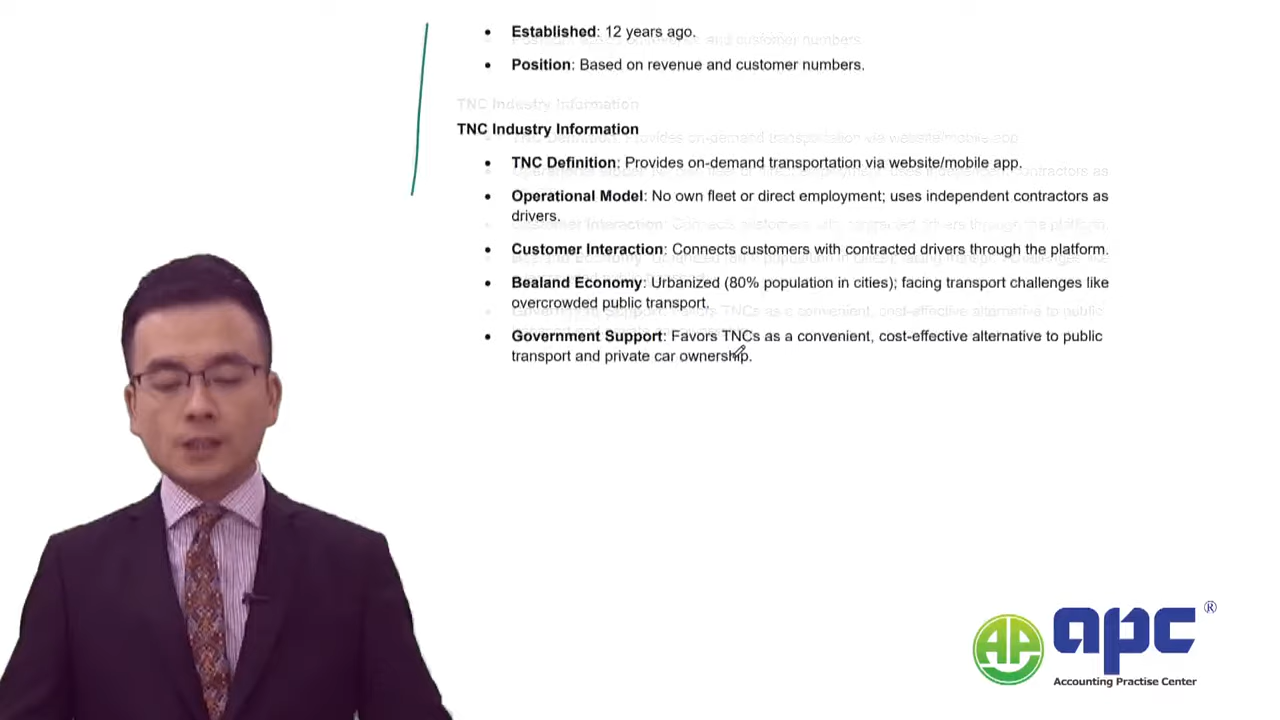 Established: 12 years ago.
Position: Based on revenue and customer numbers.
TNC Industry Information
TNC Industry Information
TNC Definition: Provides on-demand transportation via website/mobile app.
Operational Model: No own fleet or direct employment; uses independent contractors as
drivers.
Customer Interaction: Connects customers with contracted drivers through the platform.
Bealand Economy: Urbanized (80% population in cities); facing transport challenges like
overcrowded public transport.
Government Support: Favors TNCs as a convenient, cost-effective alternative to public
transport and private car ownership.
AP apc ®
Accounting Practise Center